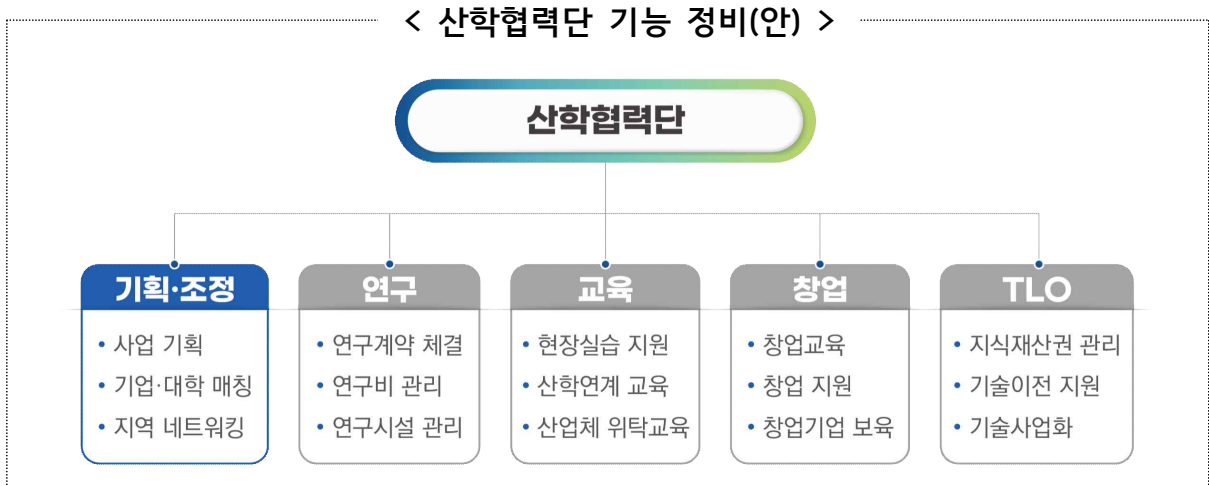 < 산학협력단 기능 정비(안) >
산학협력단
기획·조정
• 사업 기획
• 기업·대학 매칭
• 지역 네트워킹
연구
• 연구계약 체결
• 연구비 관리
• 연구시설 관리
교육
• 현장실습 지원
• 산학연계 교육
• 산업체 위탁교육
창업
• 창업교육
• 창업 지원
• 창업기업 보육
TLO
• 지식재산권 관리
• 기술이전 지원
• 기술사업화